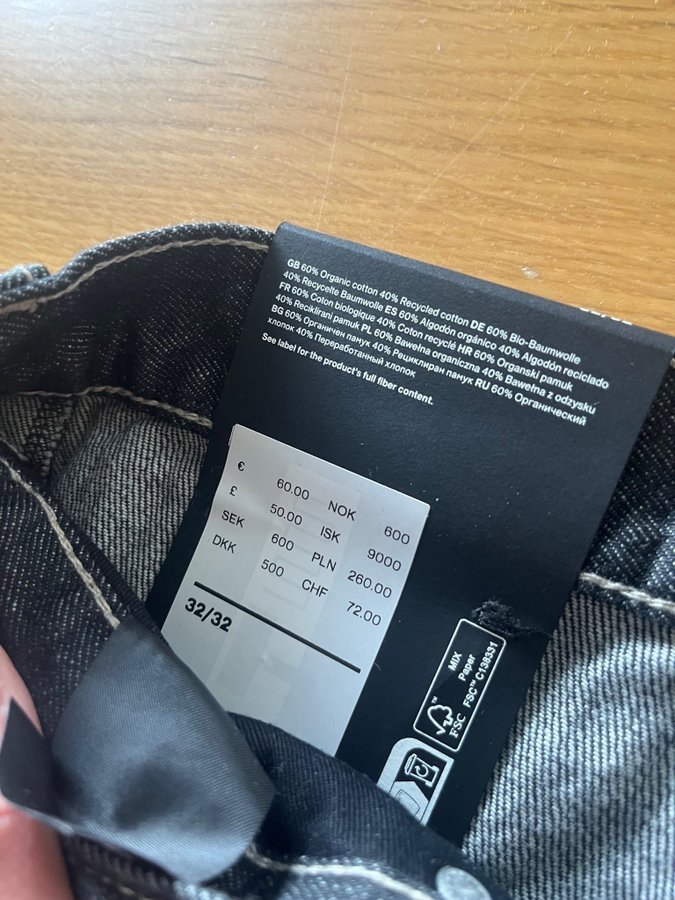 GB 60% Organic cotton 40% Recycled cotton DE 60% Bio-Baumwolle
40% Recycelte Baumwolle ES 60% Algodón orgánico 40% Algodón reciclado
FR 60% Coton biologique 40% Coton recyclé HR 60% Organski pamuk
40% Reciklirani pamuk PL 60% Bawełna organiczna 40% Bawełna z odzysku
BG 60% Органичен памук 40% Рециклиран памук RU 60% Органический
хлопок 40% Переработанный хлопок
See label for the product's full fiber content.
€ 60.00 NOK 600
£ 50.00 ISK 9000
SEK 600 PLN 260.00
DKK 500 CHF 72.00
32/32
MIX
Paper
FSC™ C138331
FSC™